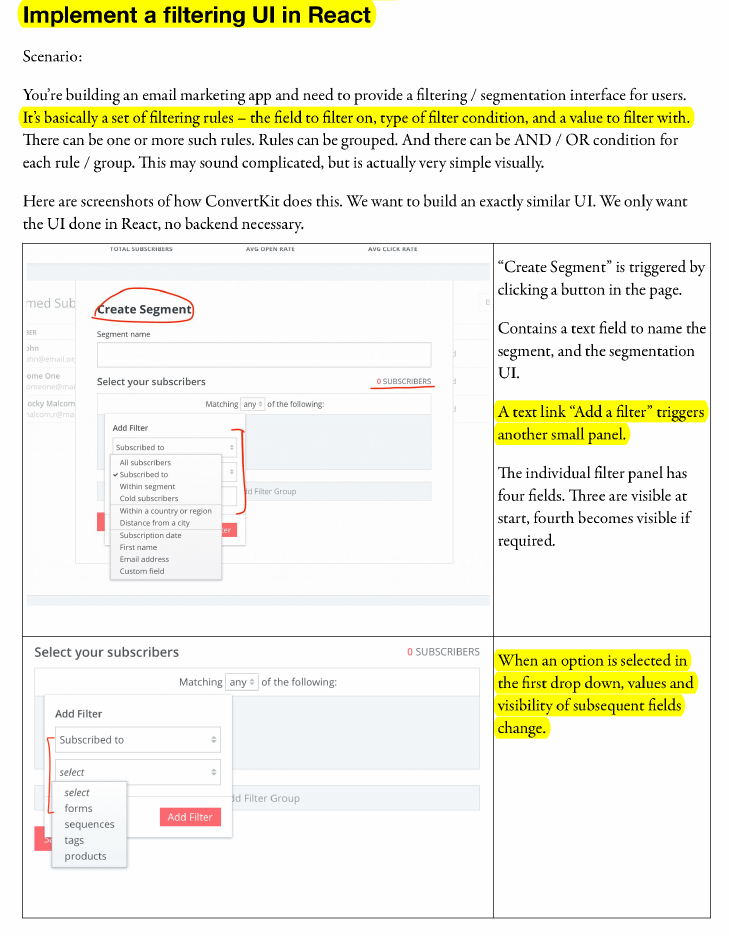 Implement a filtering UI in React
Scenario:
You’re building an email marketing app and need to provide a filtering / segmentation interface for users.
It’s basically a set of filtering rules – the field to filter on, type of filter condition, and a value to filter with.
There can be one or more such rules. Rules can be grouped. And there can be AND / OR condition for
each rule / group. This may sound complicated, but is actually very simple visually.
Here are screenshots of how ConvertKit does this. We want to build an exactly similar UI. We only want
the UI done in React, no backend necessary.
TOTAL SUBSCRIBERS
AVG OPEN RATE
AVG CLICK RATE
med Sub
Create Segment
Segment name
ohn
ome One
ocky Malcom
Select your subscribers
0 SUBSCRIBERS
Matching any of the following:
Add Filter
Subscribed to
All subscribers
Subscribed to
Within segment
Cold subscribers
Within a country or region
Distance from a city
Subscription date
First name
Email address
Custom field
d Filter Group
er
“Create Segment” is triggered by
clicking a button in the page.
Contains a text field to name the
segment, and the segmentation
UI.
A text link “Add a filter” triggers
another small panel.
The individual filter panel has
four fields. Three are visible at
start, fourth becomes visible if
required.
Select your subscribers
0 SUBSCRIBERS
Matching any of the following:
Add Filter
Subscribed to
select
select
forms
sequences
tags
products
dd Filter Group
Add Filter
When an option is selected in
the first drop down, values and
visibility of subsequent fields
change.